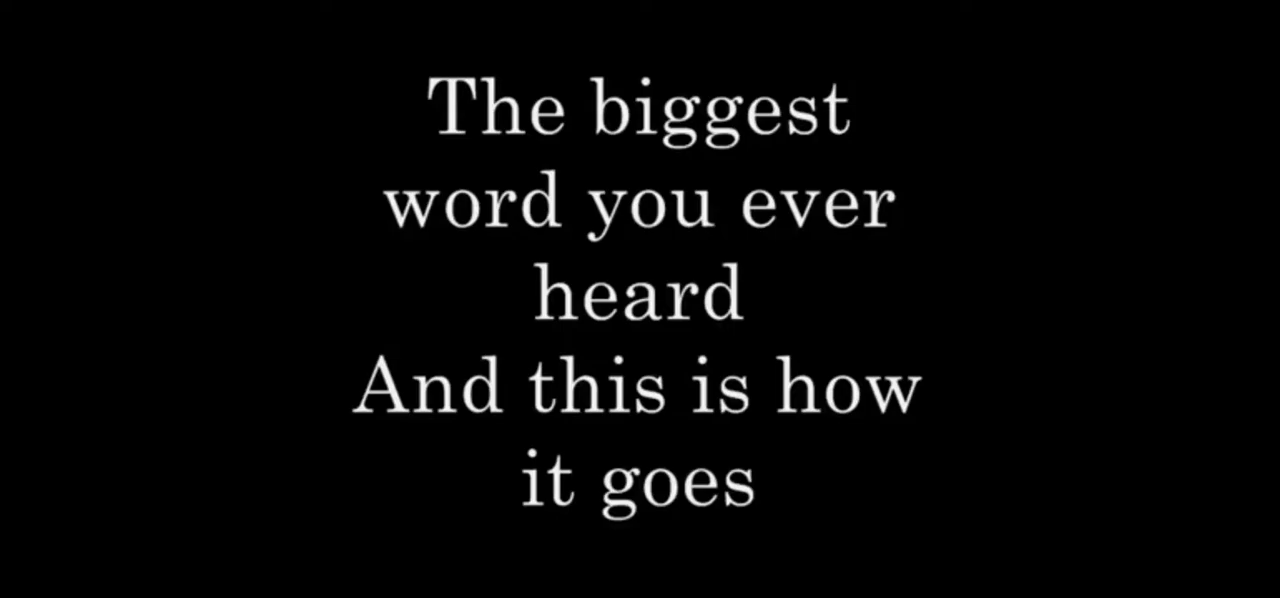 The biggest
word you ever
heard
And this is how
it goes